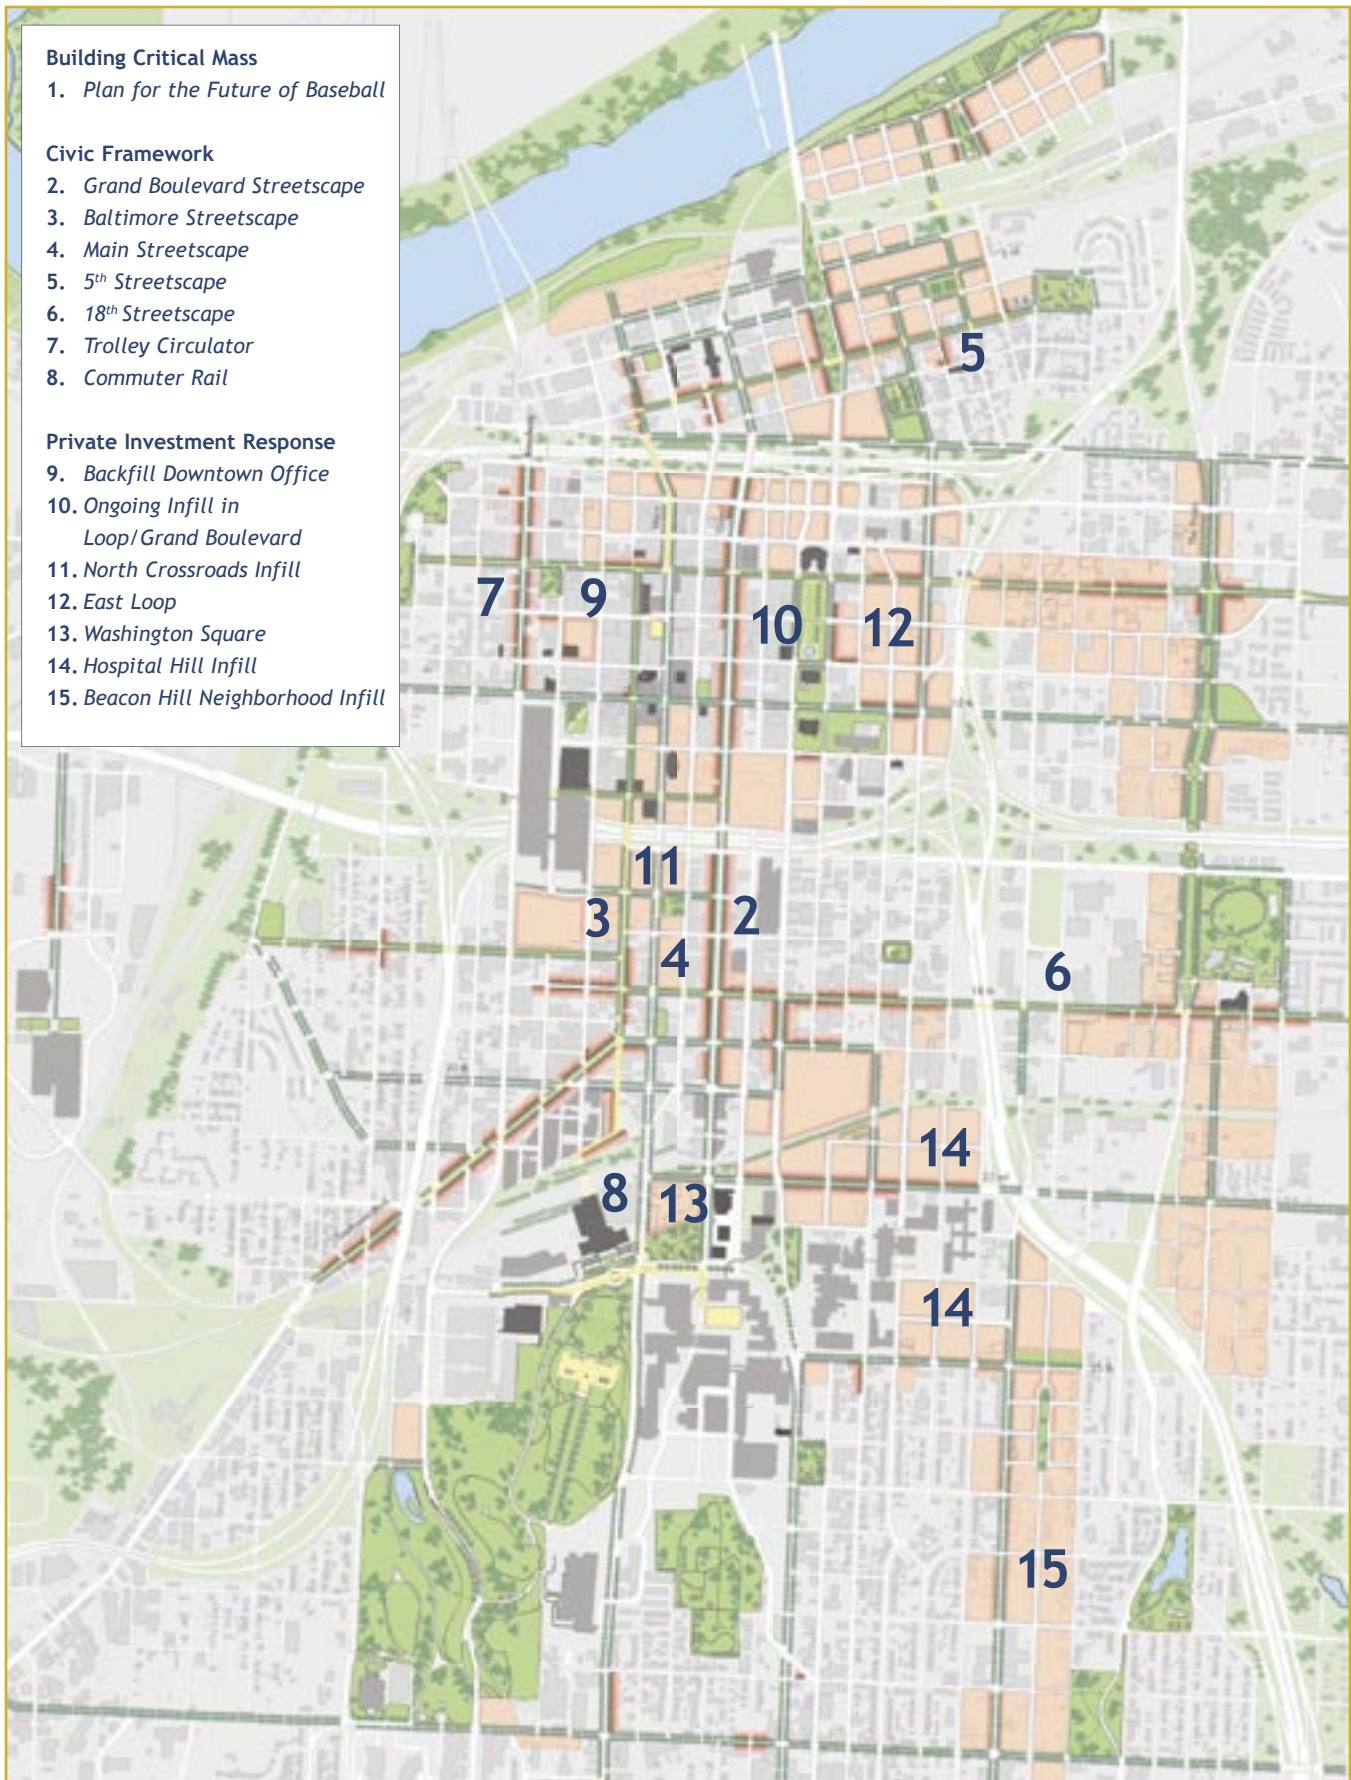 Building Critical Mass
1. Plan for the Future of Baseball
Civic Framework
2. Grand Boulevard Streetscape
3. Baltimore Streetscape
4. Main Streetscape
5. 5th Streetscape
6. 18th Streetscape
7. Trolley Circulator
8. Commuter Rail
Private Investment Response
9. Backfill Downtown Office
10. Ongoing Infill in
Loop/Grand Boulevard
11. North Crossroads Infill
12. East Loop
13. Washington Square
14. Hospital Hill Infill
15. Beacon Hill Neighborhood Infill
5
7
9
10
12
11
3
2
4
6
14
8
13
14
15